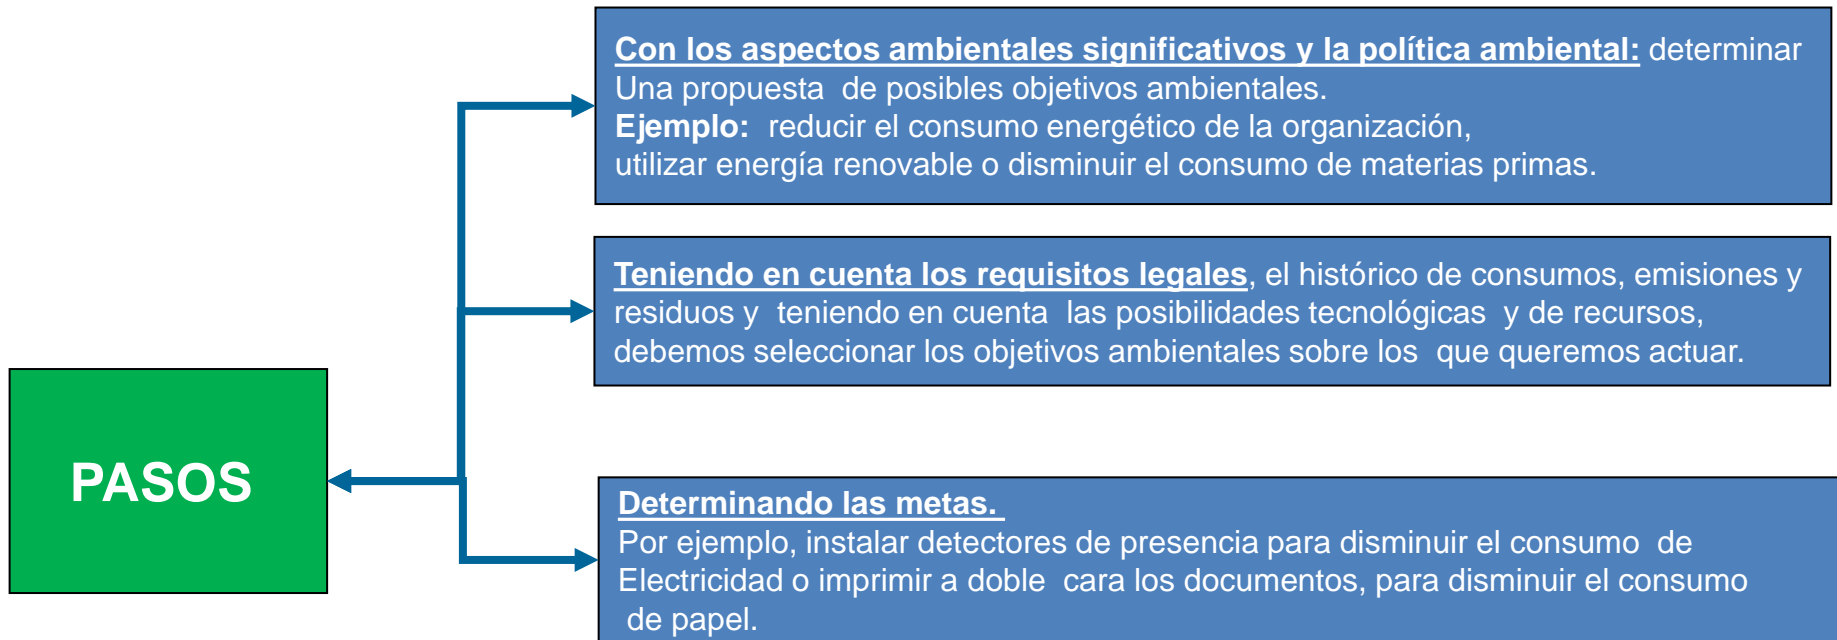 Con los aspectos ambientales significativos y la política ambiental: determinar
Una propuesta de posibles objetivos ambientales.
Ejemplo: reducir el consumo energético de la organización,
utilizar energía renovable o disminuir el consumo de materias primas.
Teniendo en cuenta los requisitos legales, el histórico de consumos, emisiones y
residuos y teniendo en cuenta las posibilidades tecnológicas y de recursos,
debemos seleccionar los objetivos ambientales sobre los que queremos actuar.
PASOS
Determinando las metas.
Por ejemplo, instalar detectores de presencia para disminuir el consumo de
Electricidad o imprimir a doble cara los documentos, para disminuir el consumo
de papel.